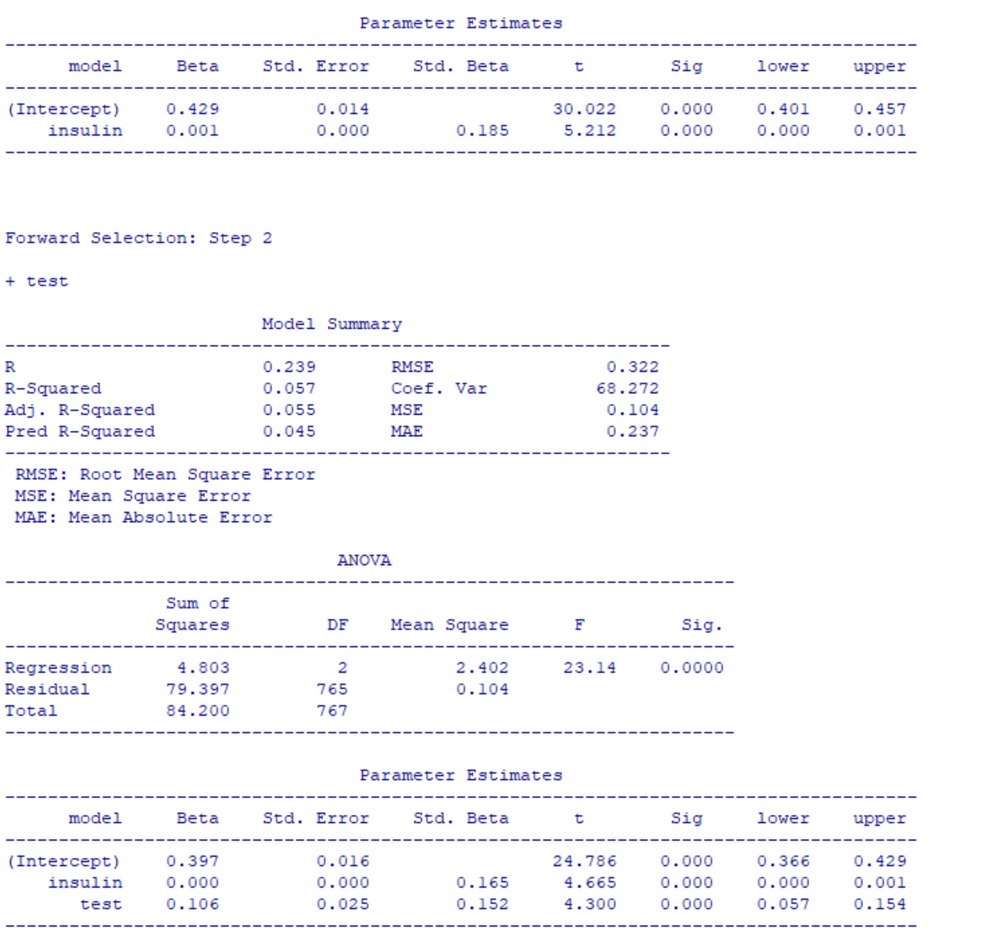 Parameter Estimates
-------------------------------------------------------------------------------------
model Beta Std. Error Std. Beta t Sig lower upper
-------------------------------------------------------------------------------------
(Intercept) 0.429 0.014 30.022 0.000 0.401 0.457
insulin 0.001 0.000 0.185 5.212 0.000 0.000 0.001
-------------------------------------------------------------------------------------
Forward Selection: Step 2
+ test
Model Summary
--------------------------------------------------------------
R 0.239 RMSE 0.322
R-Squared 0.057 Coef. Var 68.272
Adj. R-Squared 0.055 MSE 0.104
Pred R-Squared 0.045 MAE 0.237
--------------------------------------------------------------
RMSE: Root Mean Square Error
MSE: Mean Square Error
MAE: Mean Absolute Error
ANOVA
--------------------------------------------------------------------
Sum of
Squares DF Mean Square F Sig.
--------------------------------------------------------------------
Regression 4.803 2 2.402 23.14 0.0000
Residual 79.397 765 0.104
Total 84.200 767
--------------------------------------------------------------------
Parameter Estimates
-------------------------------------------------------------------------------------
model Beta Std. Error Std. Beta t Sig lower upper
-------------------------------------------------------------------------------------
(Intercept) 0.397 0.016 24.786 0.000 0.366 0.429
insulin 0.000 0.000 0.165 4.665 0.000 0.000 0.001
test 0.106 0.025 0.152 4.300 0.000 0.057 0.154
-------------------------------------------------------------------------------------